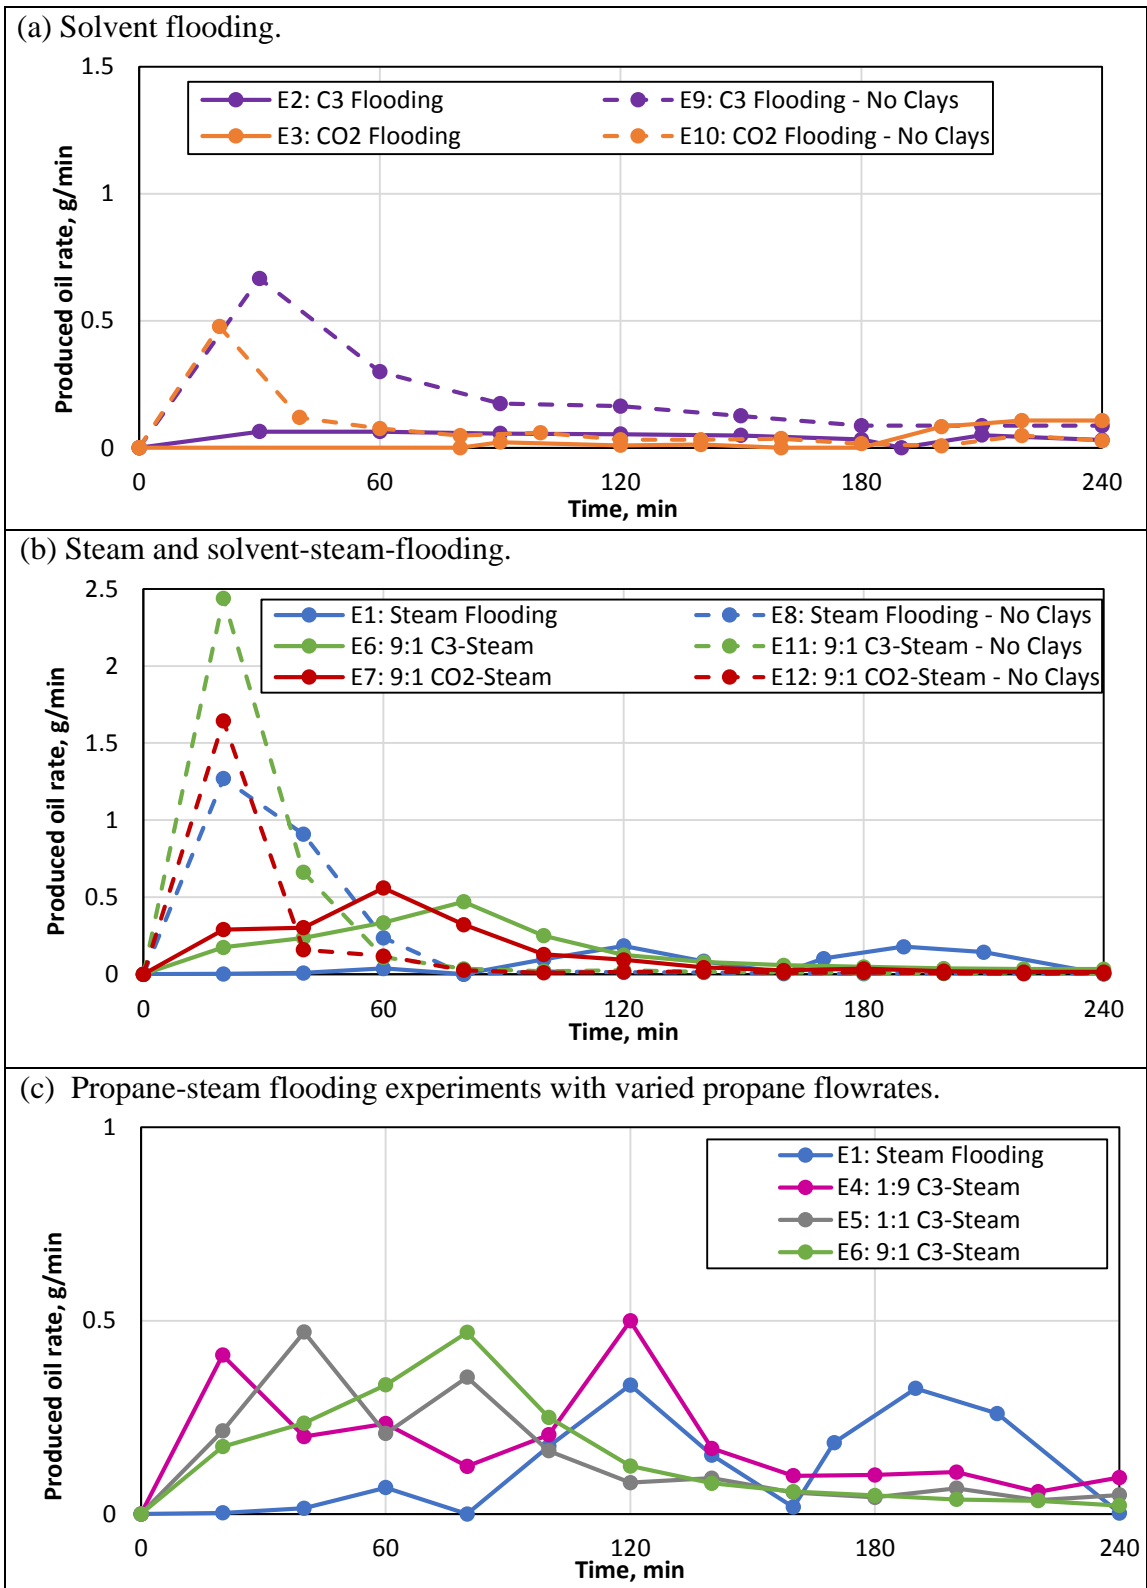 (a) Solvent flooding.
1.5
E2: C3 Flooding
E9: C3 Flooding - No Clays
E3: CO2 Flooding
E10: CO2 Flooding - No Clays
1
0.5
0
Produced oil rate, g/min
0 60 120 180 240
Time, min
(b) Steam and solvent-steam-flooding.
2.5
E1: Steam Flooding
E8: Steam Flooding - No Clays
E6: 9:1 C3-Steam
E11: 9:1 C3-Steam - No Clays
E7: 9:1 CO2-Steam
E12: 9:1 CO2-Steam - No Clays
2
1.5
1
0.5
0
Produced oil rate, g/min
0 60 120 180 240
Time, min
(c) Propane-steam flooding experiments with varied propane flowrates.
1
E1: Steam Flooding
E4: 1:9 C3-Steam
E5: 1:1 C3-Steam
E6: 9:1 C3-Steam
0.5
0
Produced oil rate, g/min
0 60 120 180 240
Time, min